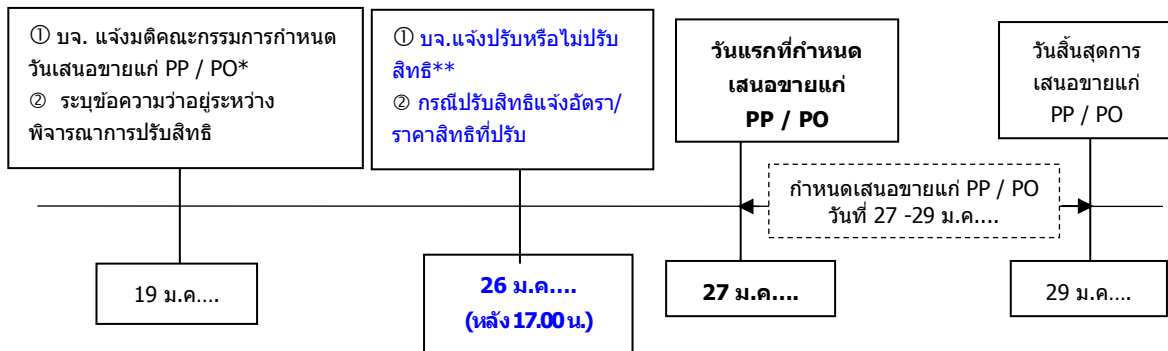 ① บจ. แจ้งมติคณะกรรมการกำหนด
วันเสนอขายแก่ PP / PO*
② ระบุข้อความว่าอยู่ระหว่าง
พิจารณาการปรับสิทธิ
① บจ.แจ้งปรับหรือไม่ปรับ
สิทธิ**
② กรณีปรับสิทธิแจ้งอัตรา/
ราคาสิทธิที่ปรับ
วันแรกที่กำหนด
เสนอขายแก่
PP / PO
วันสิ้นสุดการ
เสนอขายแก่
PP / PO
กำหนดเสนอขายแก่ PP / PO
วันที่ 27 -29 ม.ค....
19 ม.ค....
26 ม.ค....
(หลัง 17.00 น.)
27 ม.ค....
29 ม.ค....